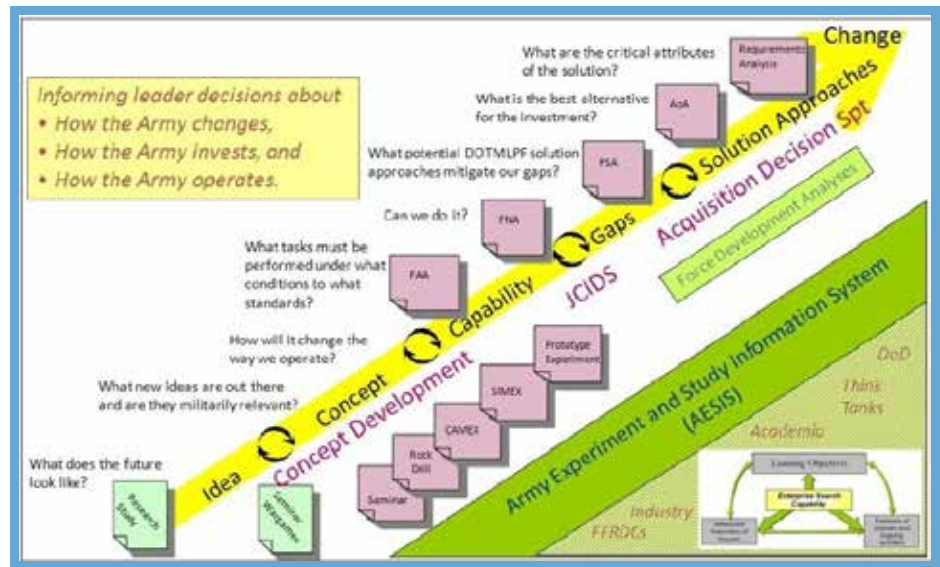 Change
Requirements
Analysis
What are the critical attributes
of the solution?
What is the best alternative
for the investment?
AoA
Solution Approaches
Informing leader decisions about
• How the Army changes,
• How the Army invests, and
• How the Army operates.
What potential DOTMLPF solution
approaches mitigate our gaps?
FSA
Acquisition Decision Spt
Can we do it?
FNA
Gaps
Force Development Analyses
What tasks must be
performed under what
conditions to what
standards?
FAA
Capability
JCIDS
How will it change the
way we operate?
Prototype
Experiment
What new ideas are out there
and are they militarily relevant?
Concept
Concept Development
SIMEX
CAMEX
Rock
Drill
Seminar
Army Experiment and Study Information System
(AESIS)
DoD
Think
Tanks
Academia
What does the future
look like?
Research
Study
Idea
Seminar
Wargames
Industry
FFRDCs
Learning Objectives
Enterprise Search
Capability